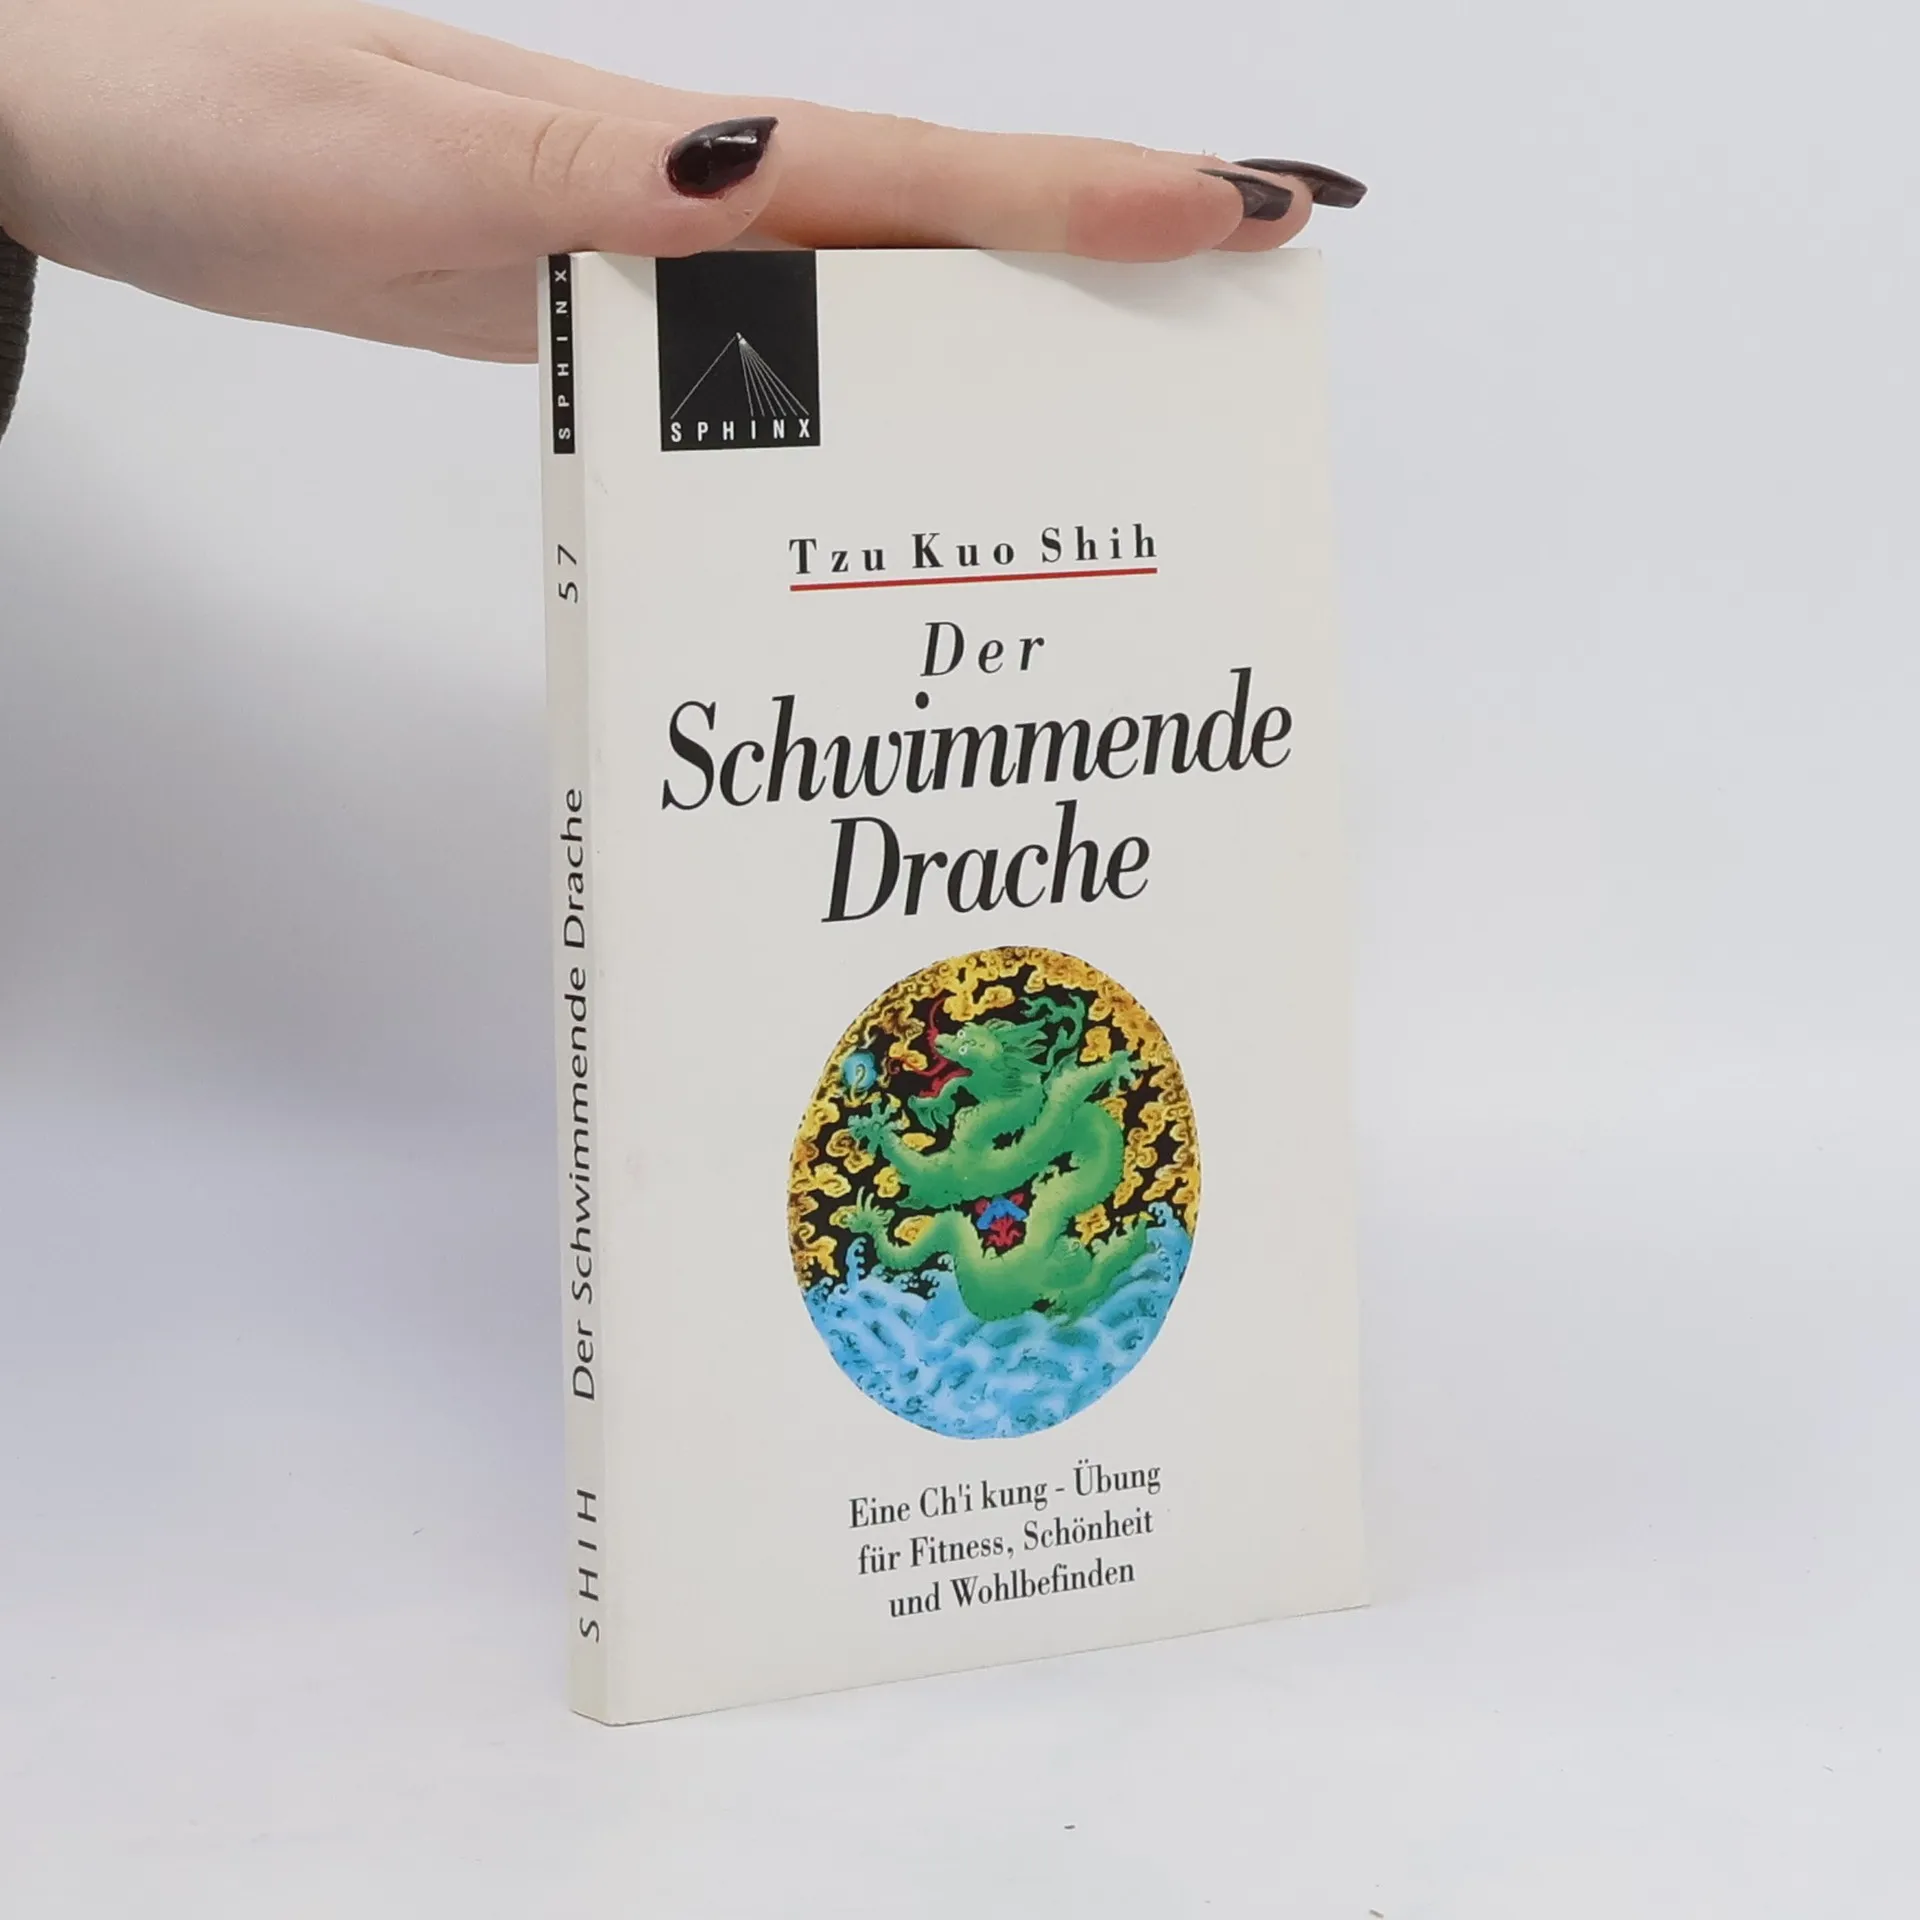 SPHINX
Tzu Kuo Shih
Der
Schwimmende
Drache
Eine Ch'i kung - Übung
für Fitness, Schönheit
und Wohlbefinden
SHIH Der Schwimmende Drache 57 SPHINX